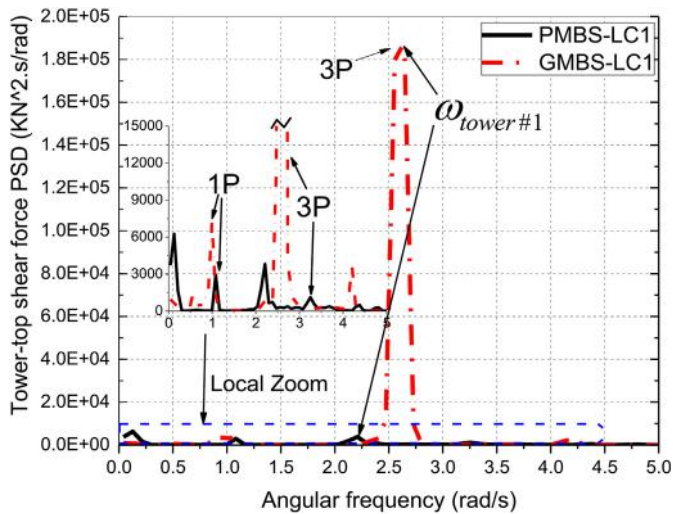 2.0E+05
1.8E+05
1.6E+05
1.4E+05
1.2E+05
1.0E+05
8.0E+04
6.0E+04
4.0E+04
2.0E+04
0.0E+00
Tower-top shear force PSD (KN^2.s/rad)
PMBS-LC1
GMBS-LC1
3P
ω tower#1
15000
12000
9000
6000
3000
0
1P
3P
0 1 2 3 4 5
Local Zoom
0.0 0.5 1.0 1.5 2.0 2.5 3.0 3.5 4.0 4.5 5.0
Angular frequency (rad/s)